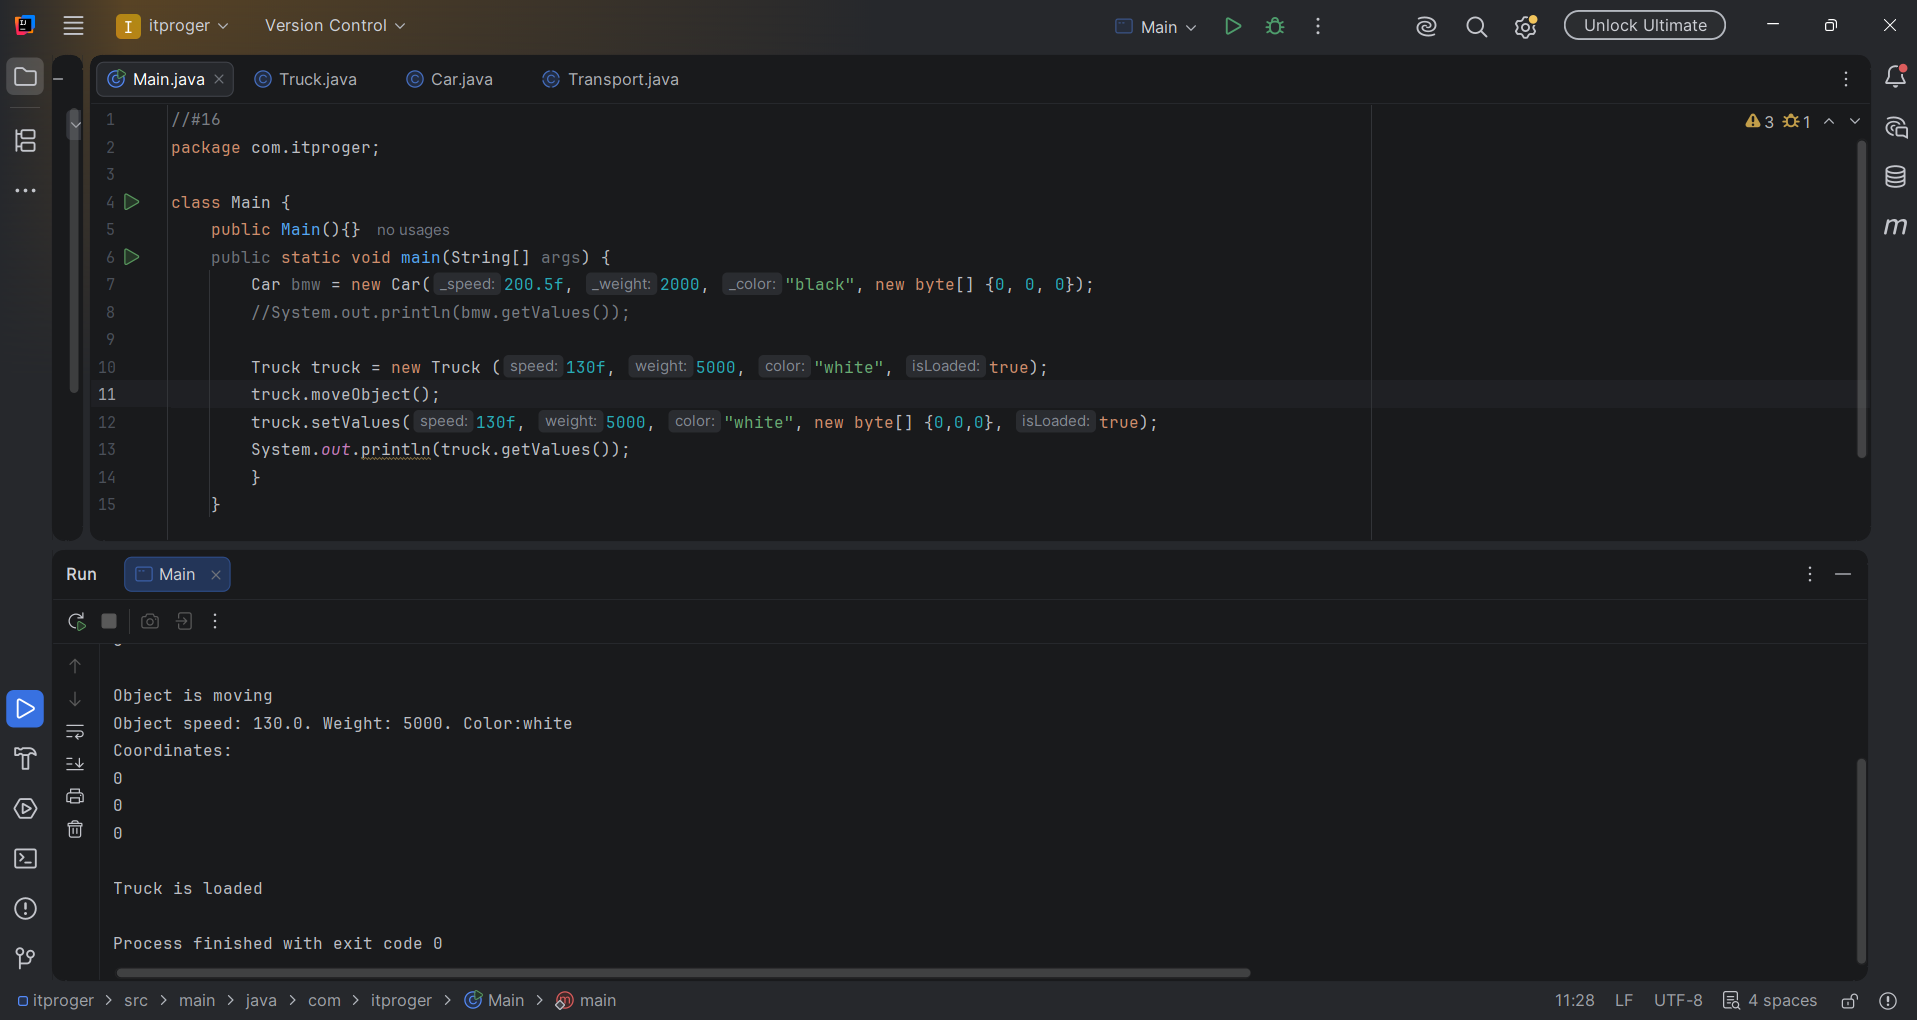 itproger
Version Control
Main
Unlock Ultimate
Main.java
Truck.java
Car.java
Transport.java
3
1
1 //#16
2 package com.itproger;
3
4 class Main {
5 public Main(){} no usages
6 public static void main(String[] args) {
7 Car bmw = new Car( _speed: 200.5f, _weight: 2000, _color: "black", new byte[] {0, 0, 0});
8 //System.out.println(bmw.getValues());
9
10 Truck truck = new Truck ( speed: 130f, weight: 5000, color: "white", isLoaded: true);
11 truck.moveObject();
12 truck.setValues( speed: 130f, weight: 5000, color: "white", new byte[] {0,0,0}, isLoaded: true);
13 System.out.println(truck.getValues());
14 }
15 }
m
Run
Main
Object is moving
Object speed: 130.0. Weight: 5000. Color:white
Coordinates:
0
0
0
Truck is loaded
Process finished with exit code 0
itproger > src > main > java > com > itproger > Main > main
11:28
LF
UTF-8
4 spaces